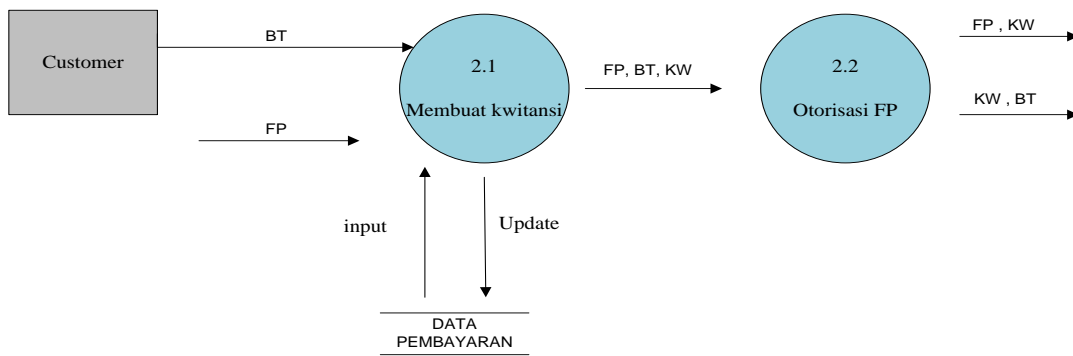 Customer
BT
FP
2.1
Membuat kwitansi
FP, BT, KW
2.2
Otorisasi FP
FP , KW
KW , BT
input
Update
DATA
PEMBAYARAN